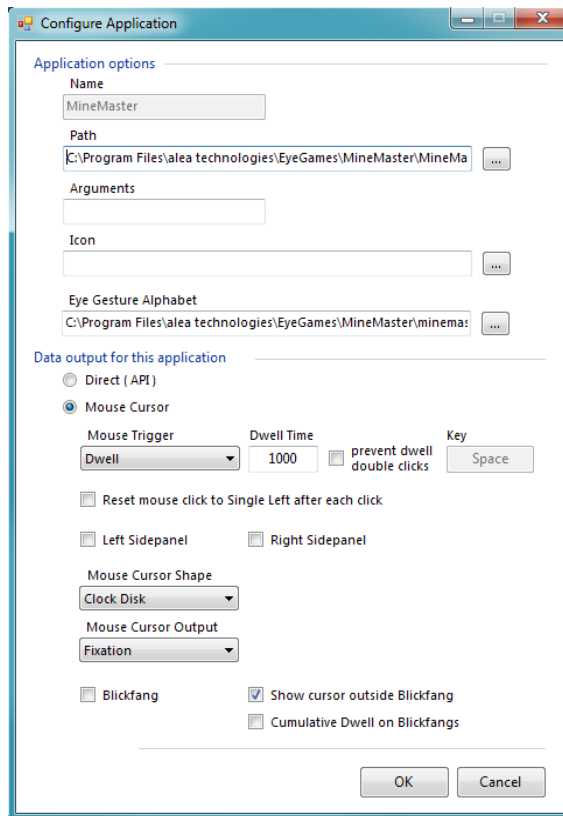 Configure Application
Application options
Name
MineMaster
Path
C:\Program Files\alea technologies\EyeGames\MineMaster\MineMa
...
Arguments
Icon
...
Eye Gesture Alphabet
C:\Program Files\alea technologies\EyeGames\MineMaster\minemas
...
Data output for this application
Direct ( API )
Mouse Cursor
Mouse Trigger Dwell Time Key
Dwell 1000 prevent dwell double clicks Space
Reset mouse click to Single Left after each click
Left Sidepanel Right Sidepanel
Mouse Cursor Shape
Clock Disk
Mouse Cursor Output
Fixation
Blickfang Show cursor outside Blickfang
Cumulative Dwell on Blickfangs
OK Cancel